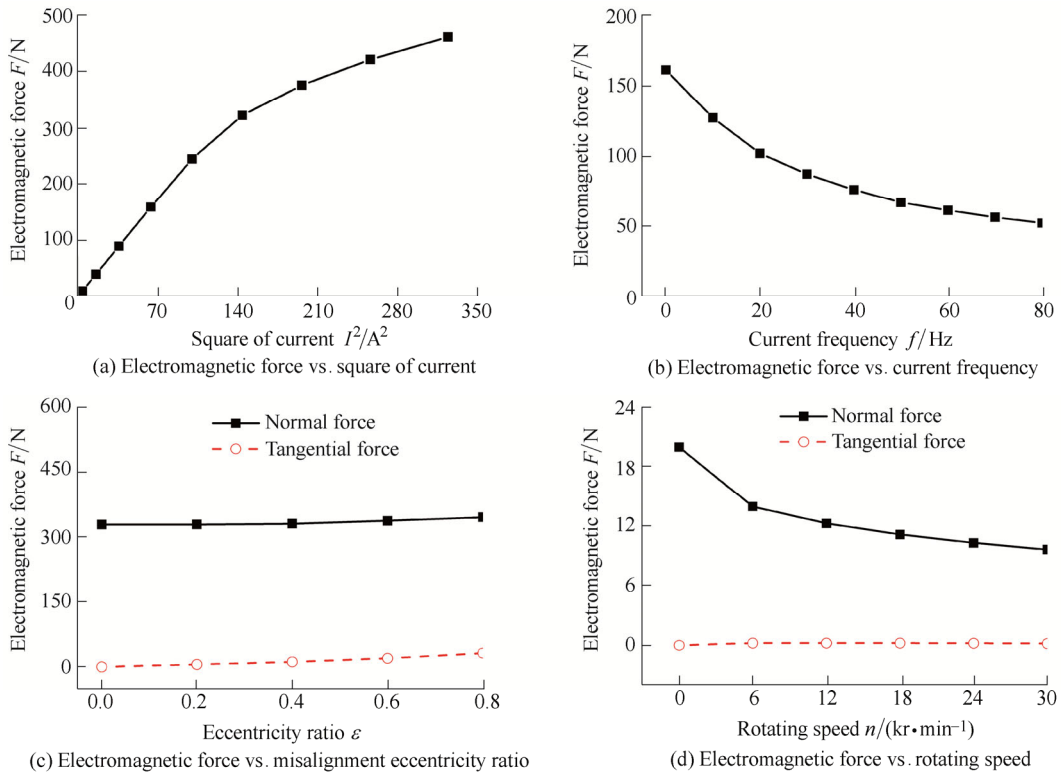 500
400
300
200
100
0
Electromagnetic force F/N
70
140
210
280
350
Square of current I²/A²
(a) Electromagnetic force vs. square of current
200
150
100
50
0
Electromagnetic force F/N
0
20
40
60
80
Current frequency f/Hz
(b) Electromagnetic force vs. current frequency
600
450
300
150
0
Electromagnetic force F/N
Normal force
Tangential force
0.0
0.2
0.4
0.6
0.8
Eccentricity ratio ε
(c) Electromagnetic force vs. misalignment eccentricity ratio
24
18
12
6
0
Electromagnetic force F/N
Normal force
Tangential force
0
6
12
18
24
30
Rotating speed n/(kr•min⁻¹)
(d) Electromagnetic force vs. rotating speed